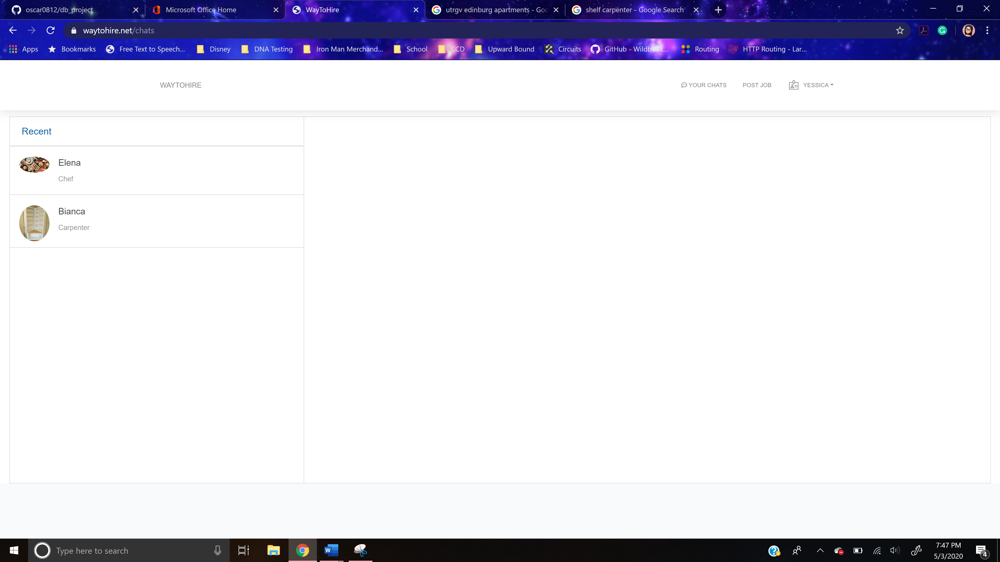 oscar0812/db_project
Microsoft Office Home
WayToHire
utrgv edinburg apartments - Goo
shelf carpenter - Google Search
waytohire.net/chats
Apps
Bookmarks
Free Text to Speech...
Disney
DNA Testing
Iron Man Merchand...
School
CCD
Upward Bound
Circuits
GitHub - Wildbook...
Routing
HTTP Routing - Lar...
WAYTOHIRE
YOUR CHATS
POST JOB
YESSICA
Recent
Elena
Chef
Bianca
Carpenter
Type here to search
7:47 PM
5/3/2020
4